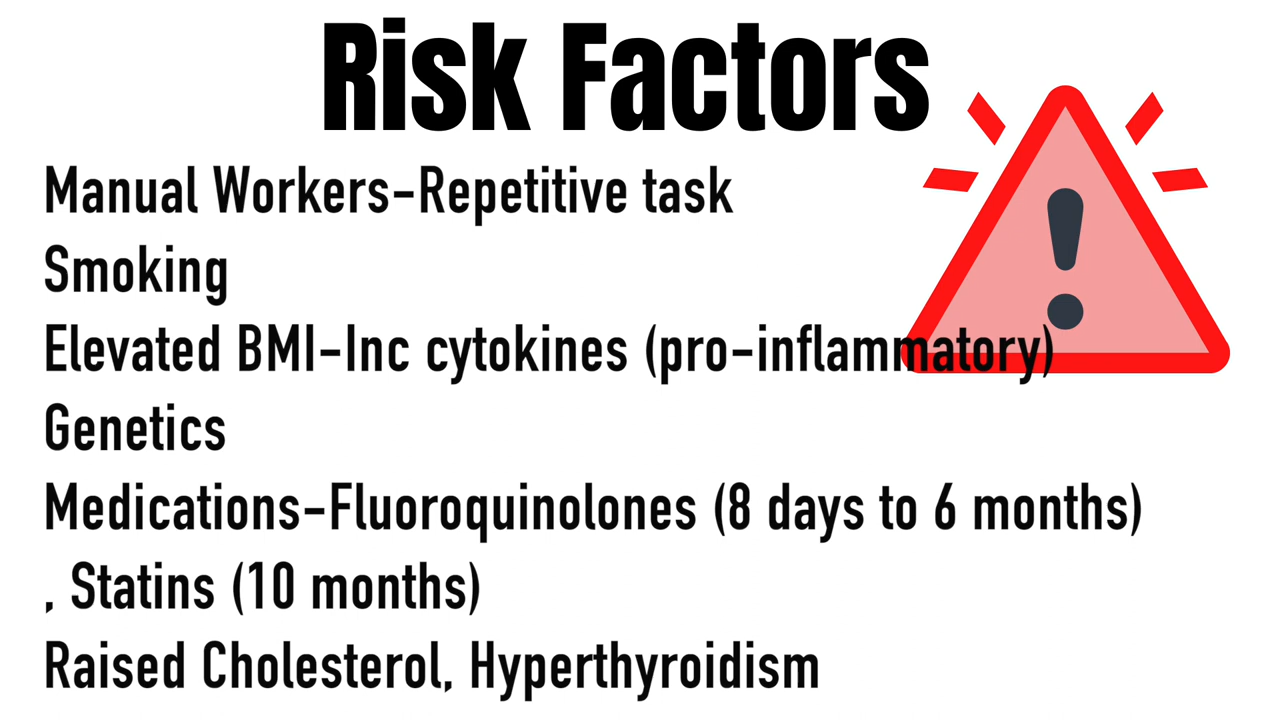 Risk Factors
Manual Workers-Repetitive task
Smoking
Elevated BMI-Inc cytokines (pro-inflammatory)
Genetics
Medications-Fluoroquinolones (8 days to 6 months)
, Statins (10 months)
Raised Cholesterol, Hyperthyroidism